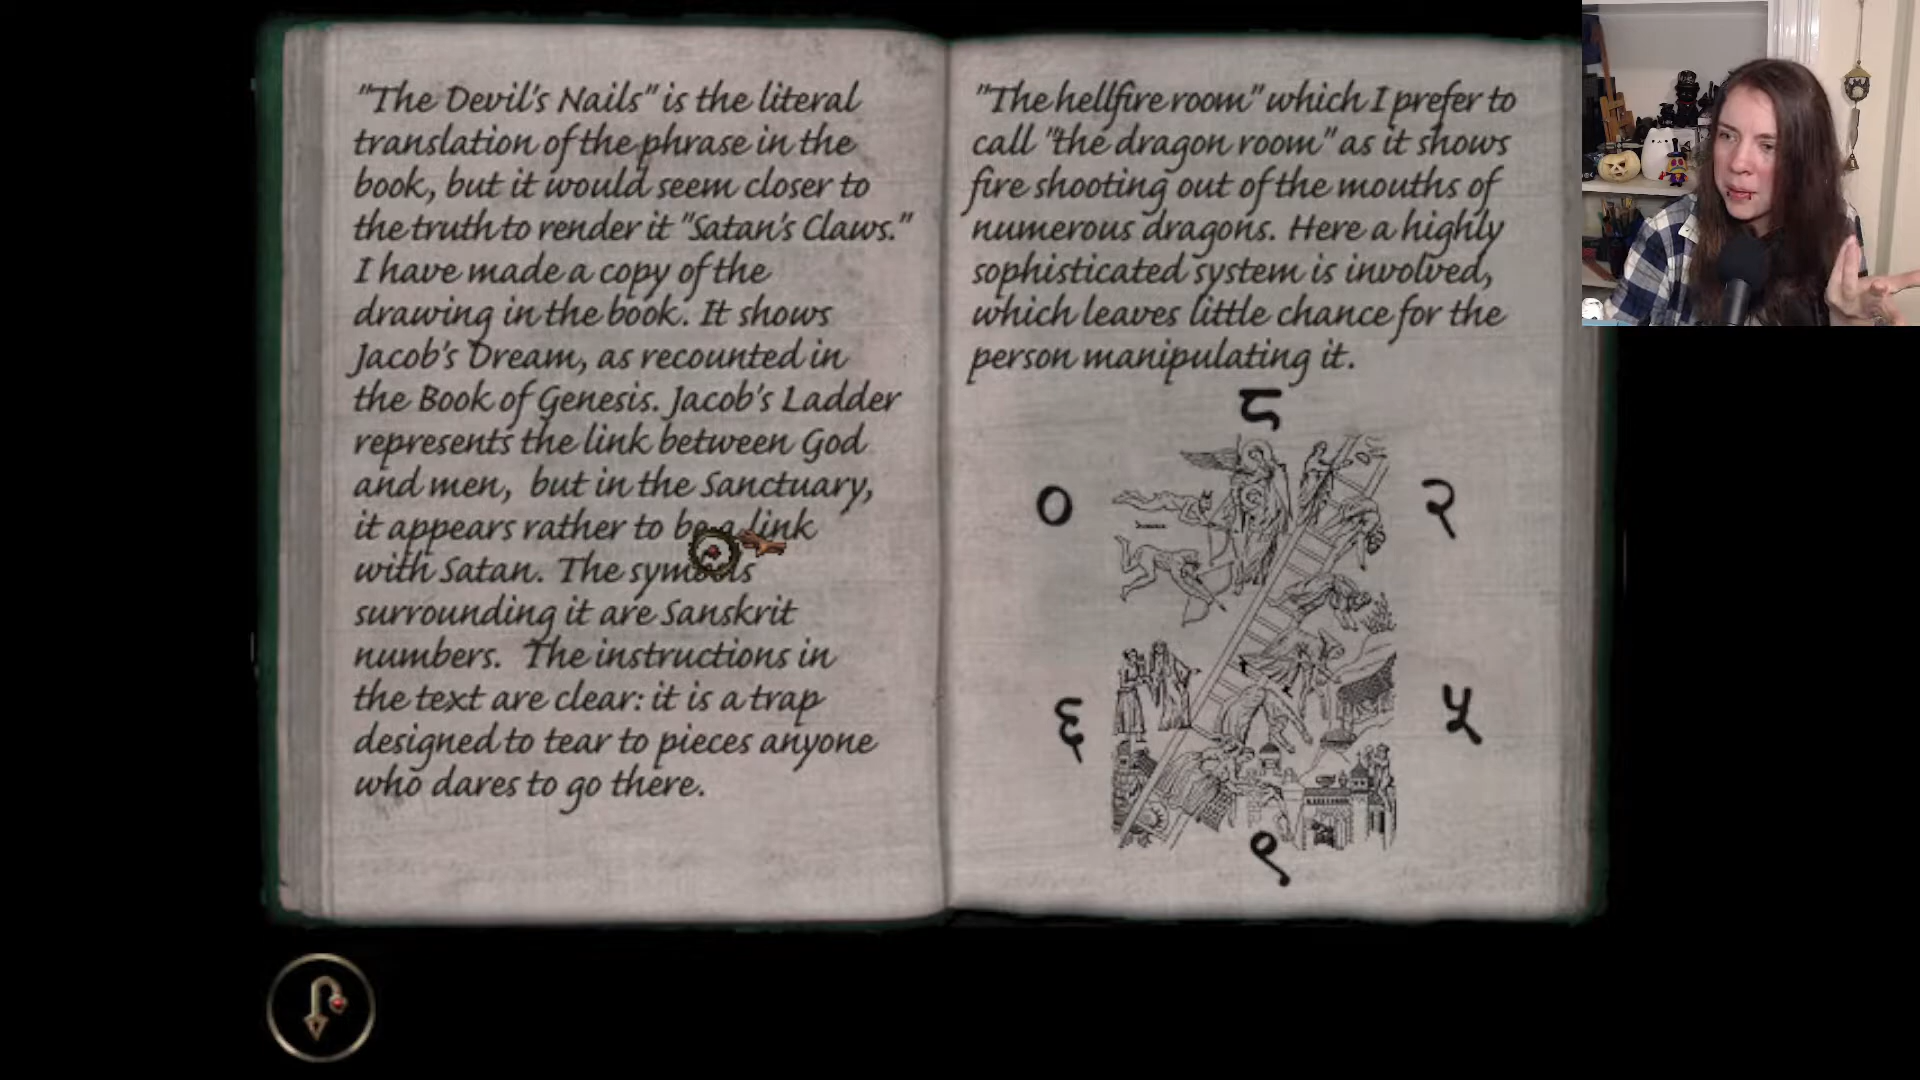 "The Devil's Nails" is the literal
translation of the phrase in the
book, but it would seem closer to
the truth to render it "Satan's Claws."
I have made a copy of the
drawing in the book. It shows
Jacob's Dream, as recounted in
the Book of Genesis. Jacob's Ladder
represents the link between God
and men, but in the Sanctuary,
it appears rather to be a link
with Satan. The symbols
surrounding it are Sanskrit
numbers. The instructions in
the text are clear: it is a trap
designed to tear to pieces anyone
who dares to go there.
"The hellfire room" which I prefer to
call "the dragon room" as it shows
fire shooting out of the mouths of
numerous dragons. Here a highly
sophisticated system is involved,
which leaves little chance for the
person manipulating it.
०
२
६
५